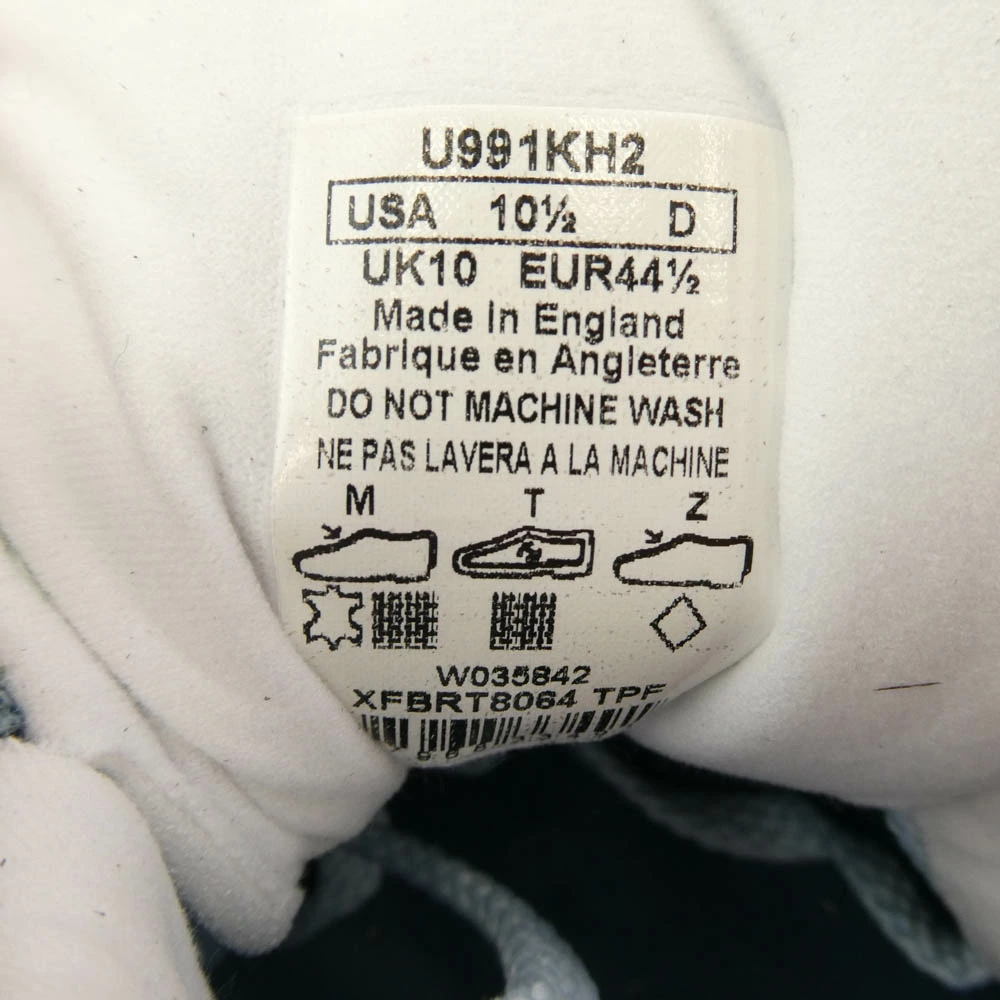 U991KH2
USA 10½ D
UK10 EUR44½
Made in England
Fabrique en Angleterre
DO NOT MACHINE WASH
NE PAS LAVERA A LA MACHINE
M T Z
W035842
XFBRT8064 TPF